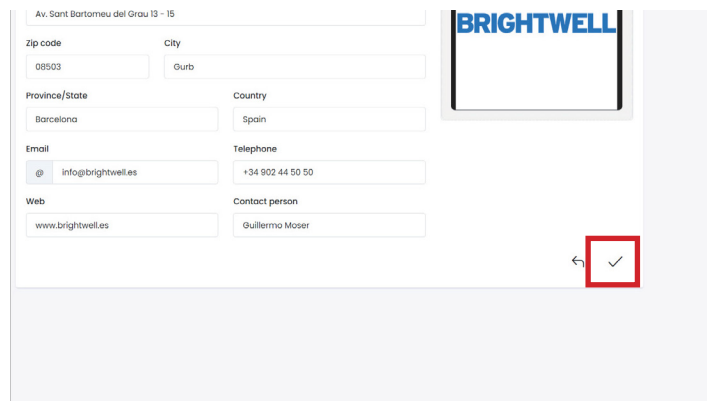 Av. Sant Bartomeu del Grau 13 - 15
BRIGHTWELL
Zip code City
08503 Gurb
Province/State Country
Barcelona Spain
Email Telephone
@ info@brightwell.es +34 902 44 50 50
Web Contact person
www.brightwell.es Guillermo Moser